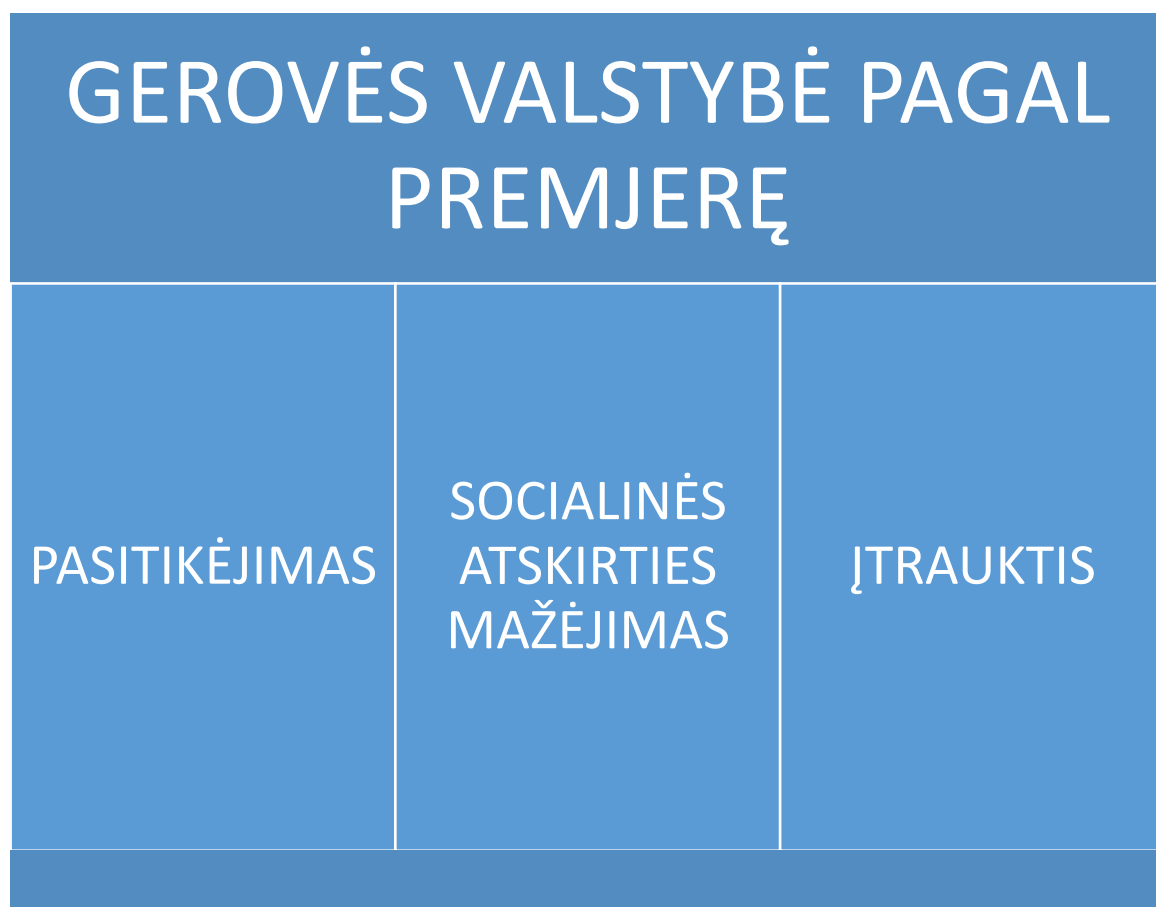 GEROVĖS VALSTYBĖ PAGAL
PREMJERĘ
PASITIKĖJIMAS
SOCIALINĖS
ATSKIRTIES
MAŽĖJIMAS
ĮTRAUKTIS